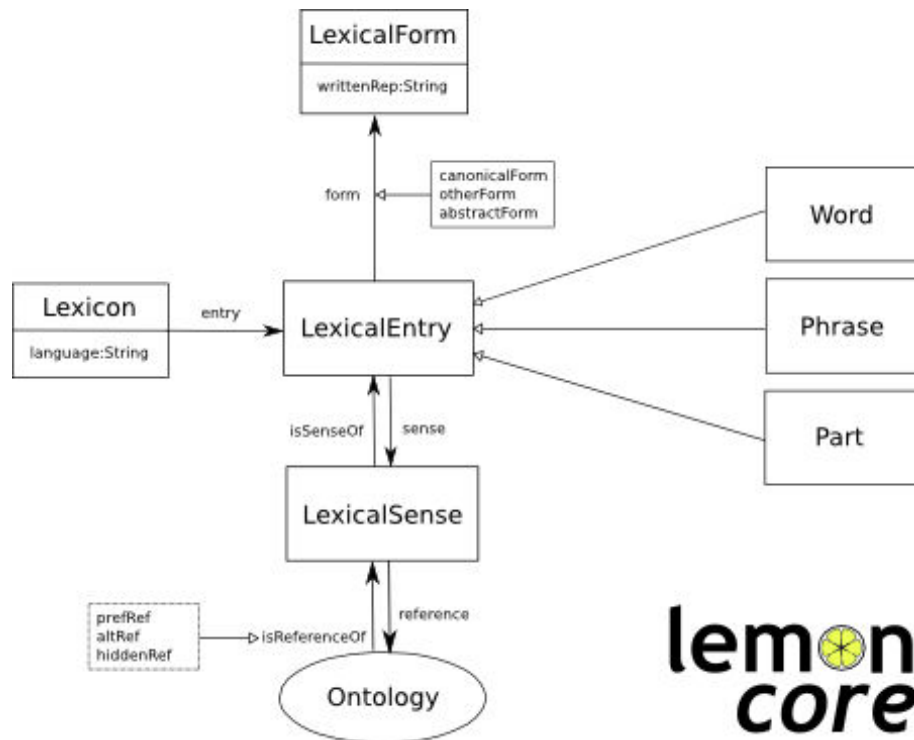 LexicalForm
writtenRep:String
form
canonicalForm
otherForm
abstractForm
Word
Lexicon
language:String
entry
LexicalEntry
Phrase
Part
isSenseOf
sense
LexicalSense
prefRef
altRef
hiddenRef
isReferenceOf
reference
Ontology
lemon
core